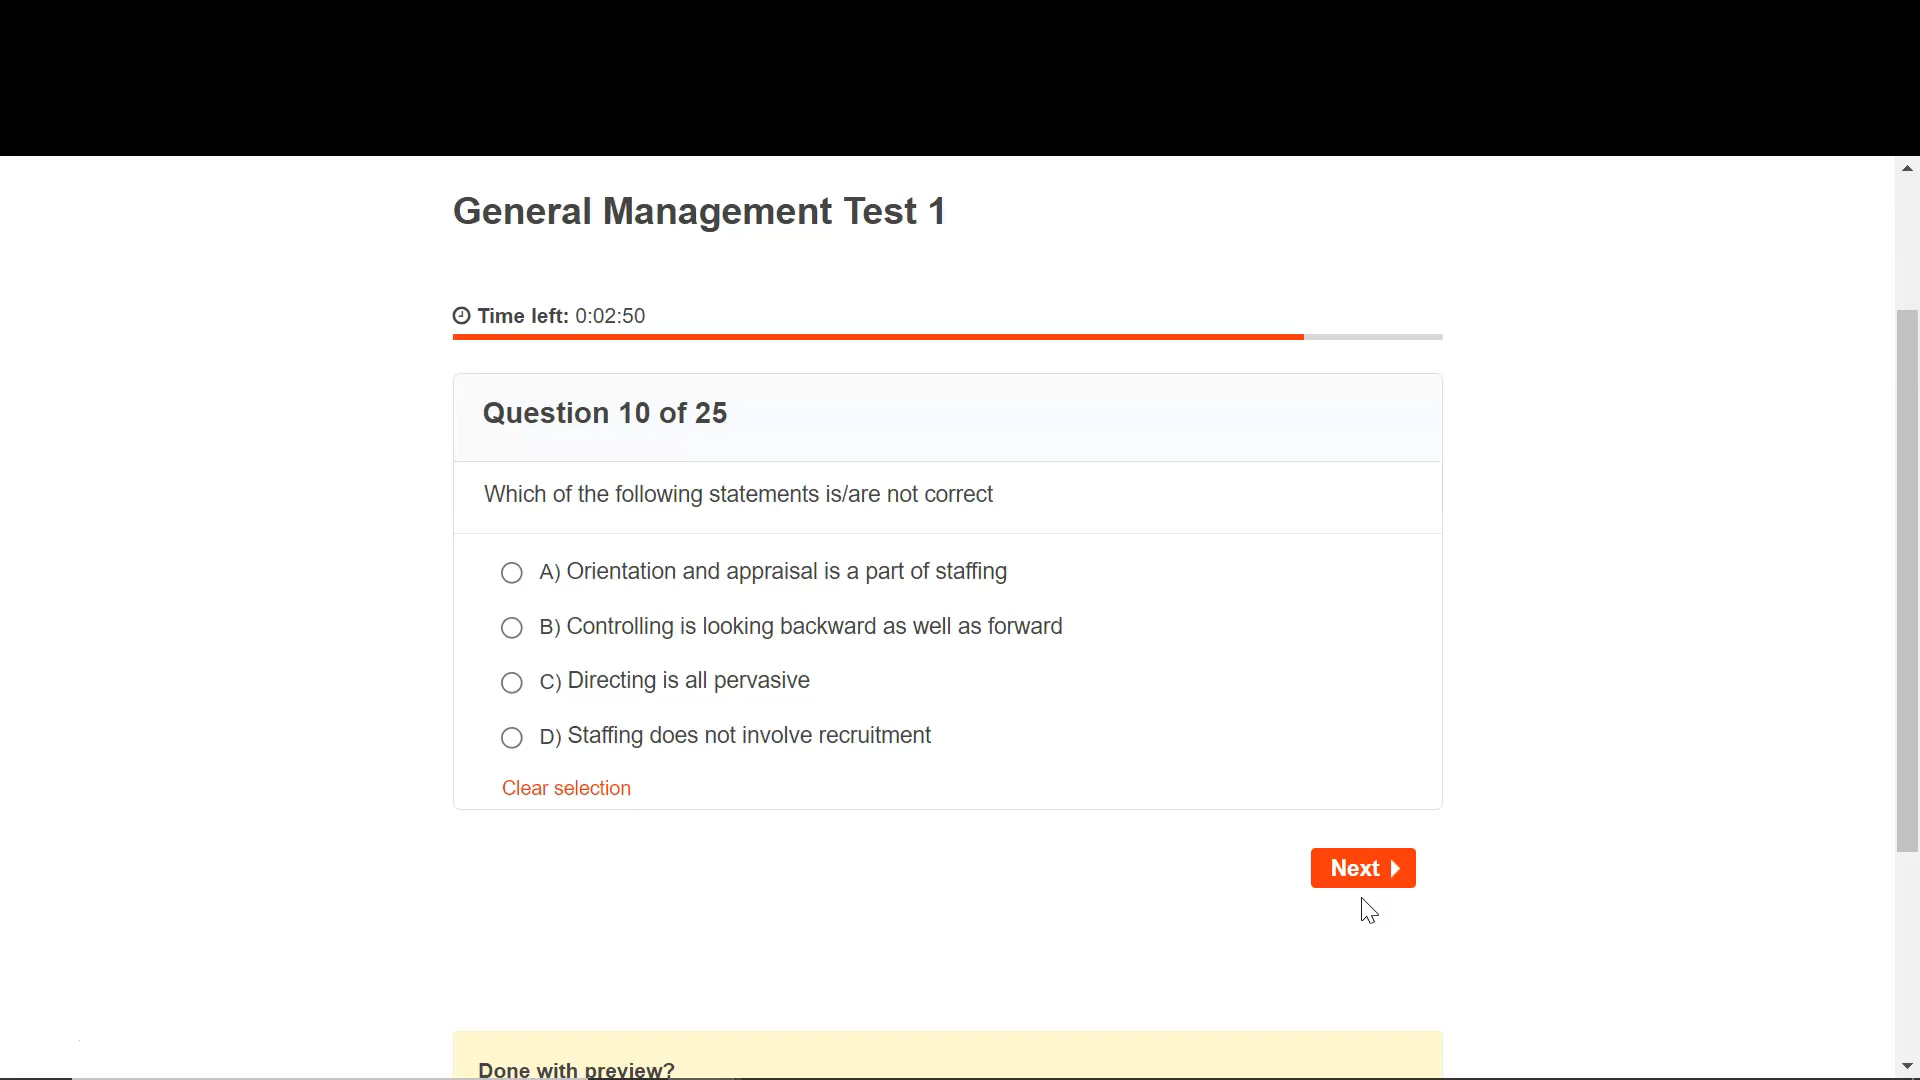 General Management Test 1
Time left: 0:02:50
Question 10 of 25
Which of the following statements is/are not correct
A) Orientation and appraisal is a part of staffing
B) Controlling is looking backward as well as forward
C) Directing is all pervasive
D) Staffing does not involve recruitment
Clear selection
Next
Done with preview?